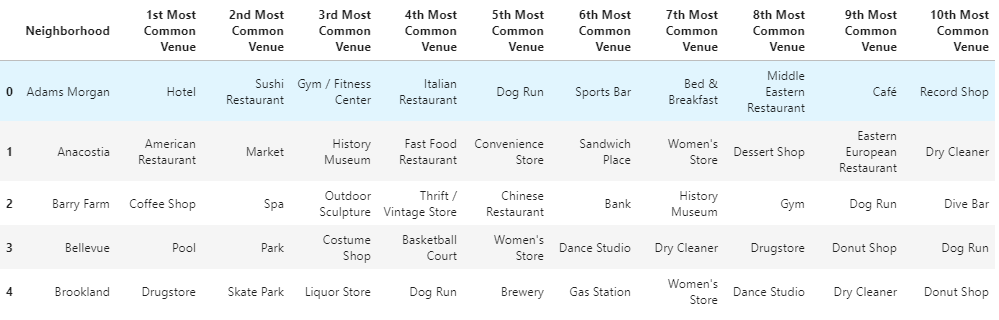 Neighborhood 1st Most Common Venue 2nd Most Common Venue 3rd Most Common Venue 4th Most Common Venue 5th Most Common Venue 6th Most Common Venue 7th Most Common Venue 8th Most Common Venue 9th Most Common Venue 10th Most Common Venue
0 Adams Morgan Hotel Sushi Restaurant Gym / Fitness Center Italian Restaurant Dog Run Sports Bar Bed & Breakfast Middle Eastern Restaurant Café Record Shop
1 Anacostia American Restaurant Market History Museum Fast Food Restaurant Convenience Store Sandwich Place Women's Store Dessert Shop Eastern European Restaurant Dry Cleaner
2 Barry Farm Coffee Shop Spa Outdoor Sculpture Thrift / Vintage Store Chinese Restaurant Bank History Museum Gym Dog Run Dive Bar
3 Bellevue Pool Park Costume Shop Basketball Court Women's Store Dance Studio Dry Cleaner Drugstore Donut Shop Dog Run
4 Brookland Drugstore Skate Park Liquor Store Dog Run Brewery Gas Station Women's Store Dance Studio Dry Cleaner Donut Shop